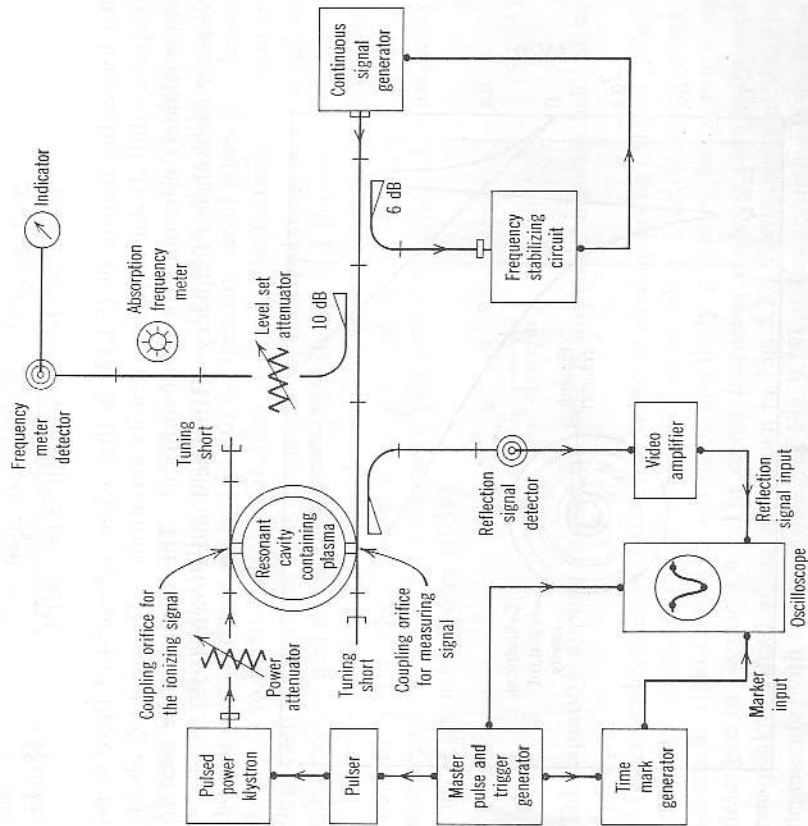 Frequency
meter
detector
Indicator
Absorption
frequency
meter
Level set
attenuator
10 dB
Continuous
signal
generator
6 dB
Frequency
stabilizing
circuit
Tuning
short
Coupling orifice for
the ionizing signal
Resonant
cavity
containing
plasma
Power
attenuator
Tuning
short
Coupling orifice
for measuring
signal
Reflection
signal
detector
Video
amplifier
Reflection
signal input
Pulsed
power
klystron
Pulser
Master
pulse and
trigger
generator
Time
mark
generator
Marker
input
Oscilloscope